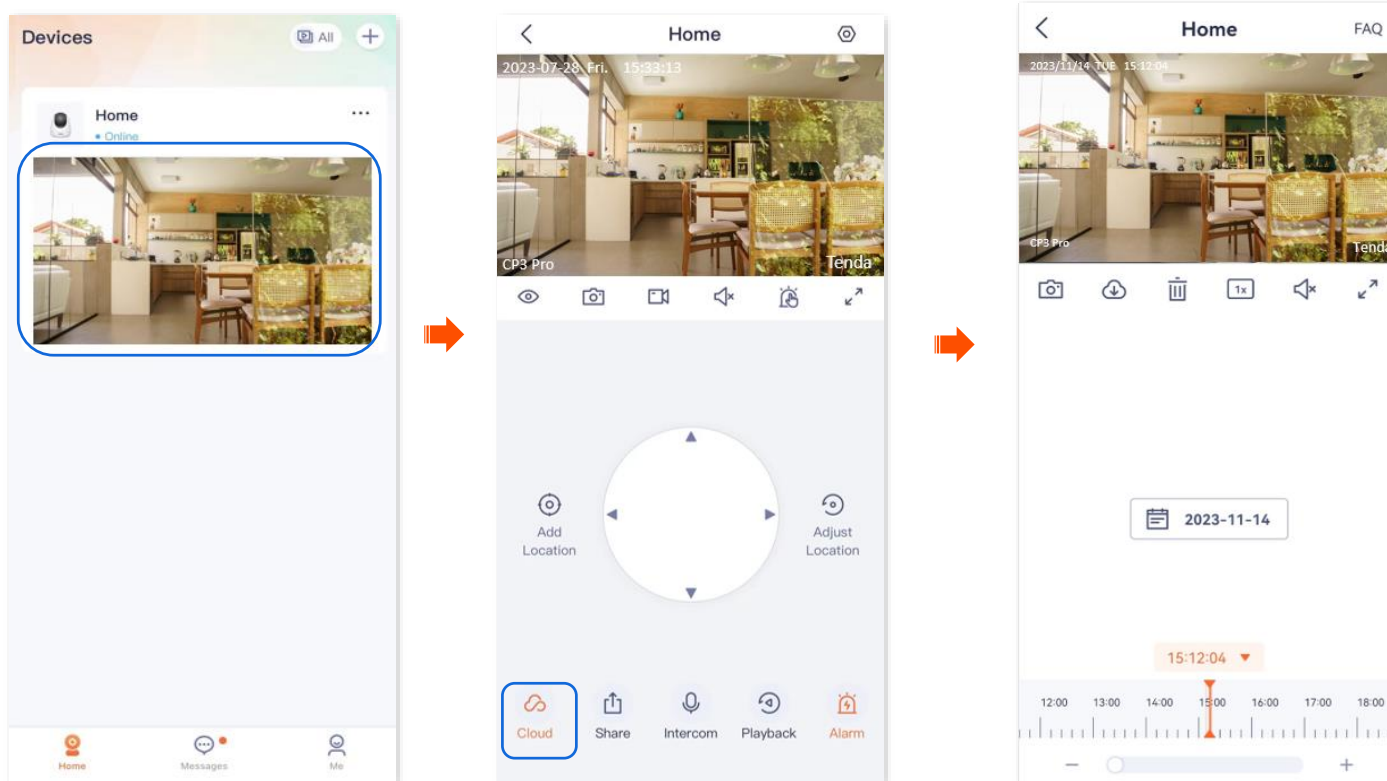 Devices
All
Home
Online
Home
Messages
Me
Home
2023-07-28 Fri. 15:33:13
CP3 Pro
Tenda
Add
Location
Adjust
Location
Cloud
Share
Intercom
Playback
Alarm
Home
FAQ
2023/11/14 TUE 15:12:04
CP3 Pro
Tenda
1x
2023-11-14
15:12:04
12:00 13:00 14:00 15:00 16:00 17:00 18:00